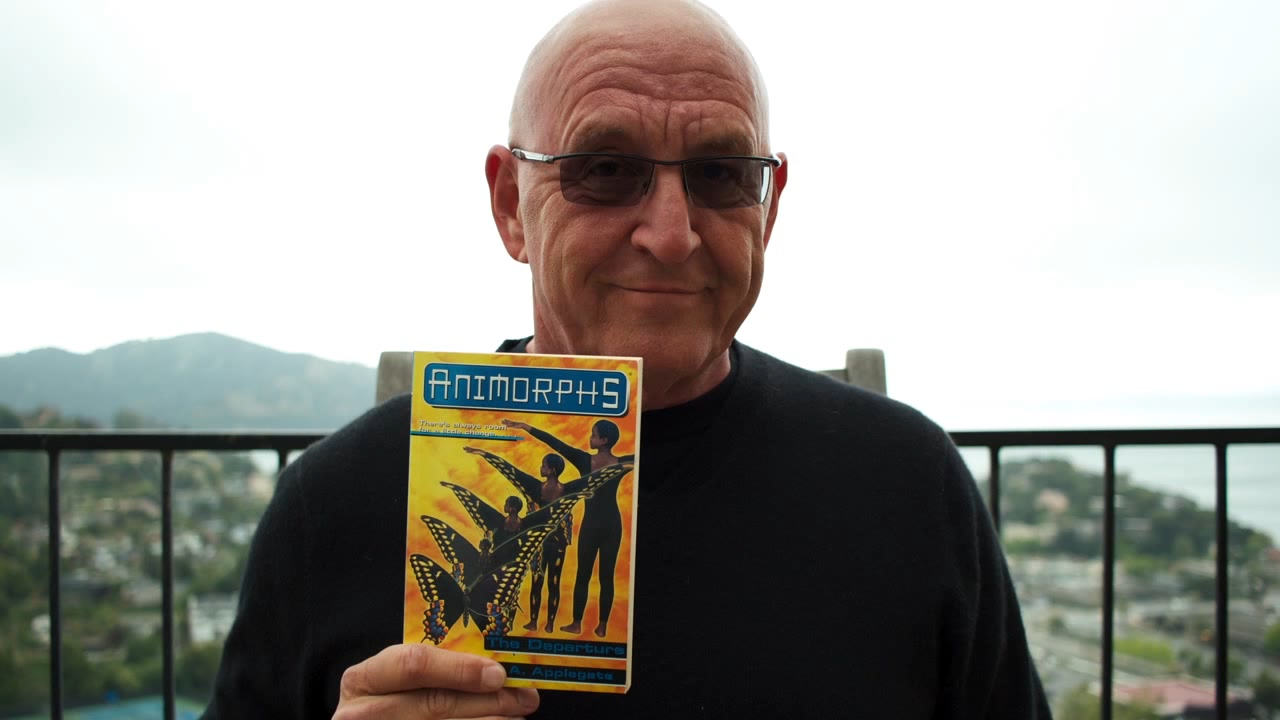 ANIMORPHS
There's always room
for a little change...
The Departure
A. Applegate